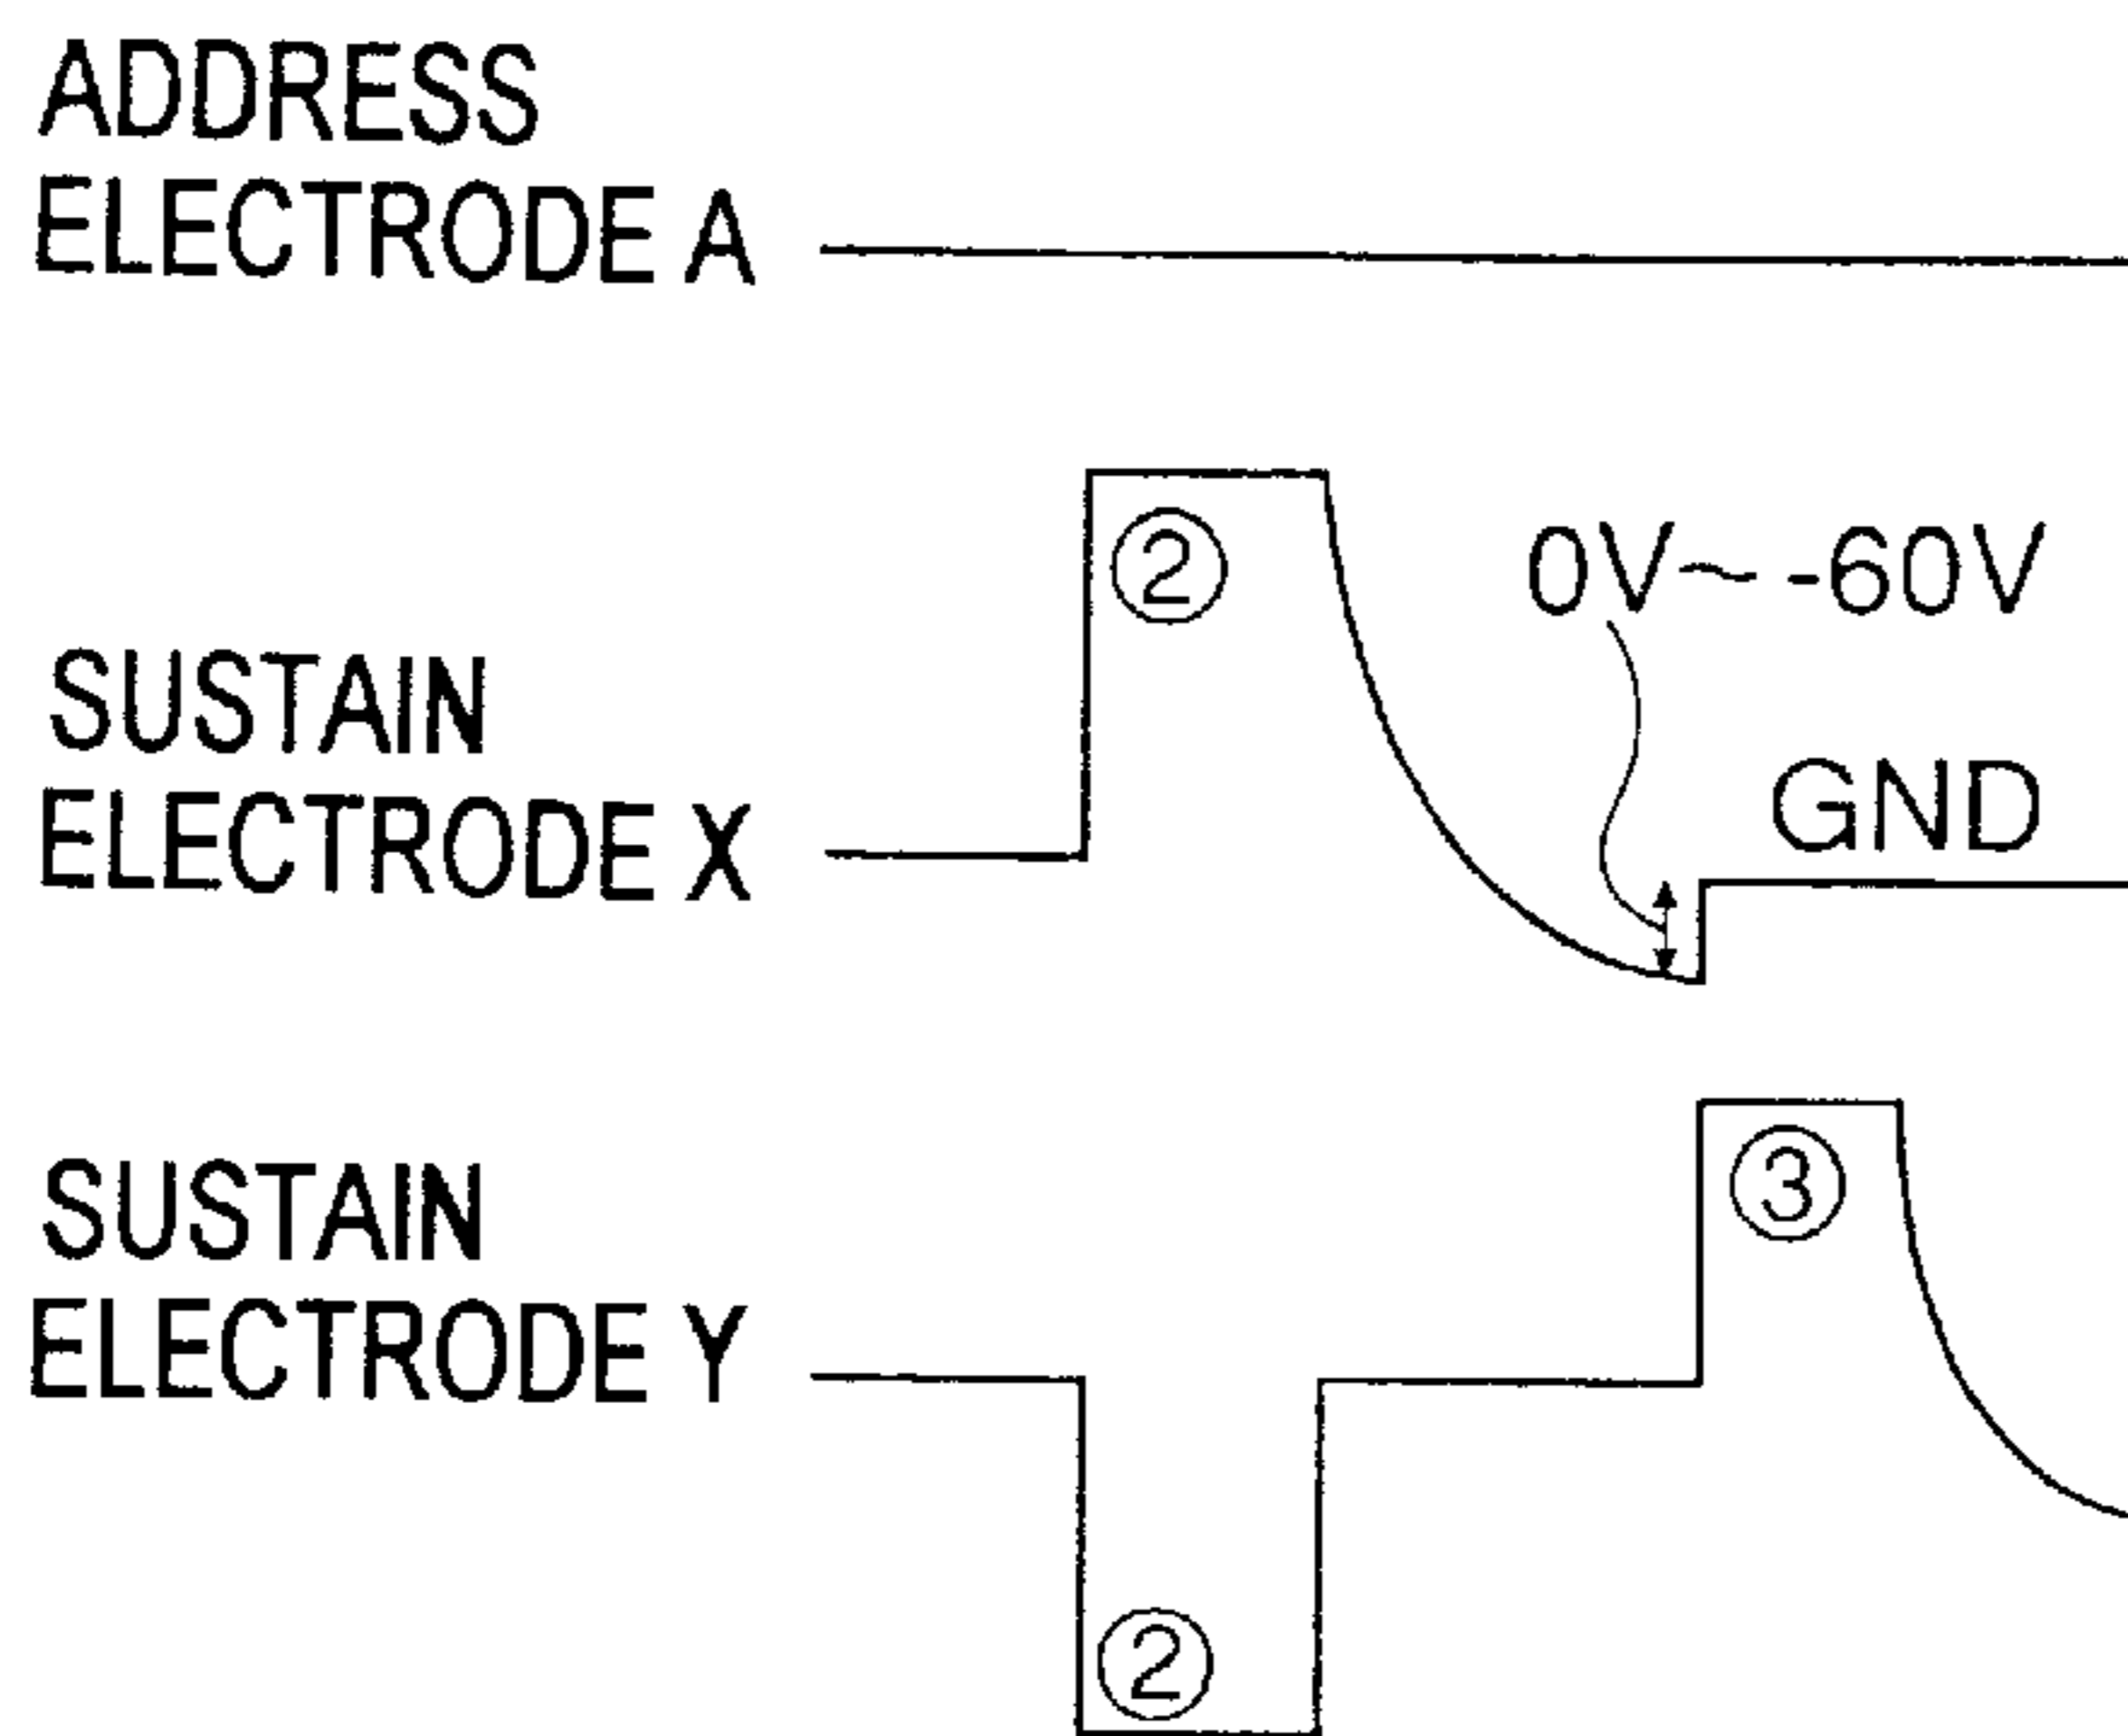 ADDRESS
ELECTRODE A
②
0V~-60V
SUSTAIN
ELECTRODE X
GND
③
SUSTAIN
ELECTRODE Y
②